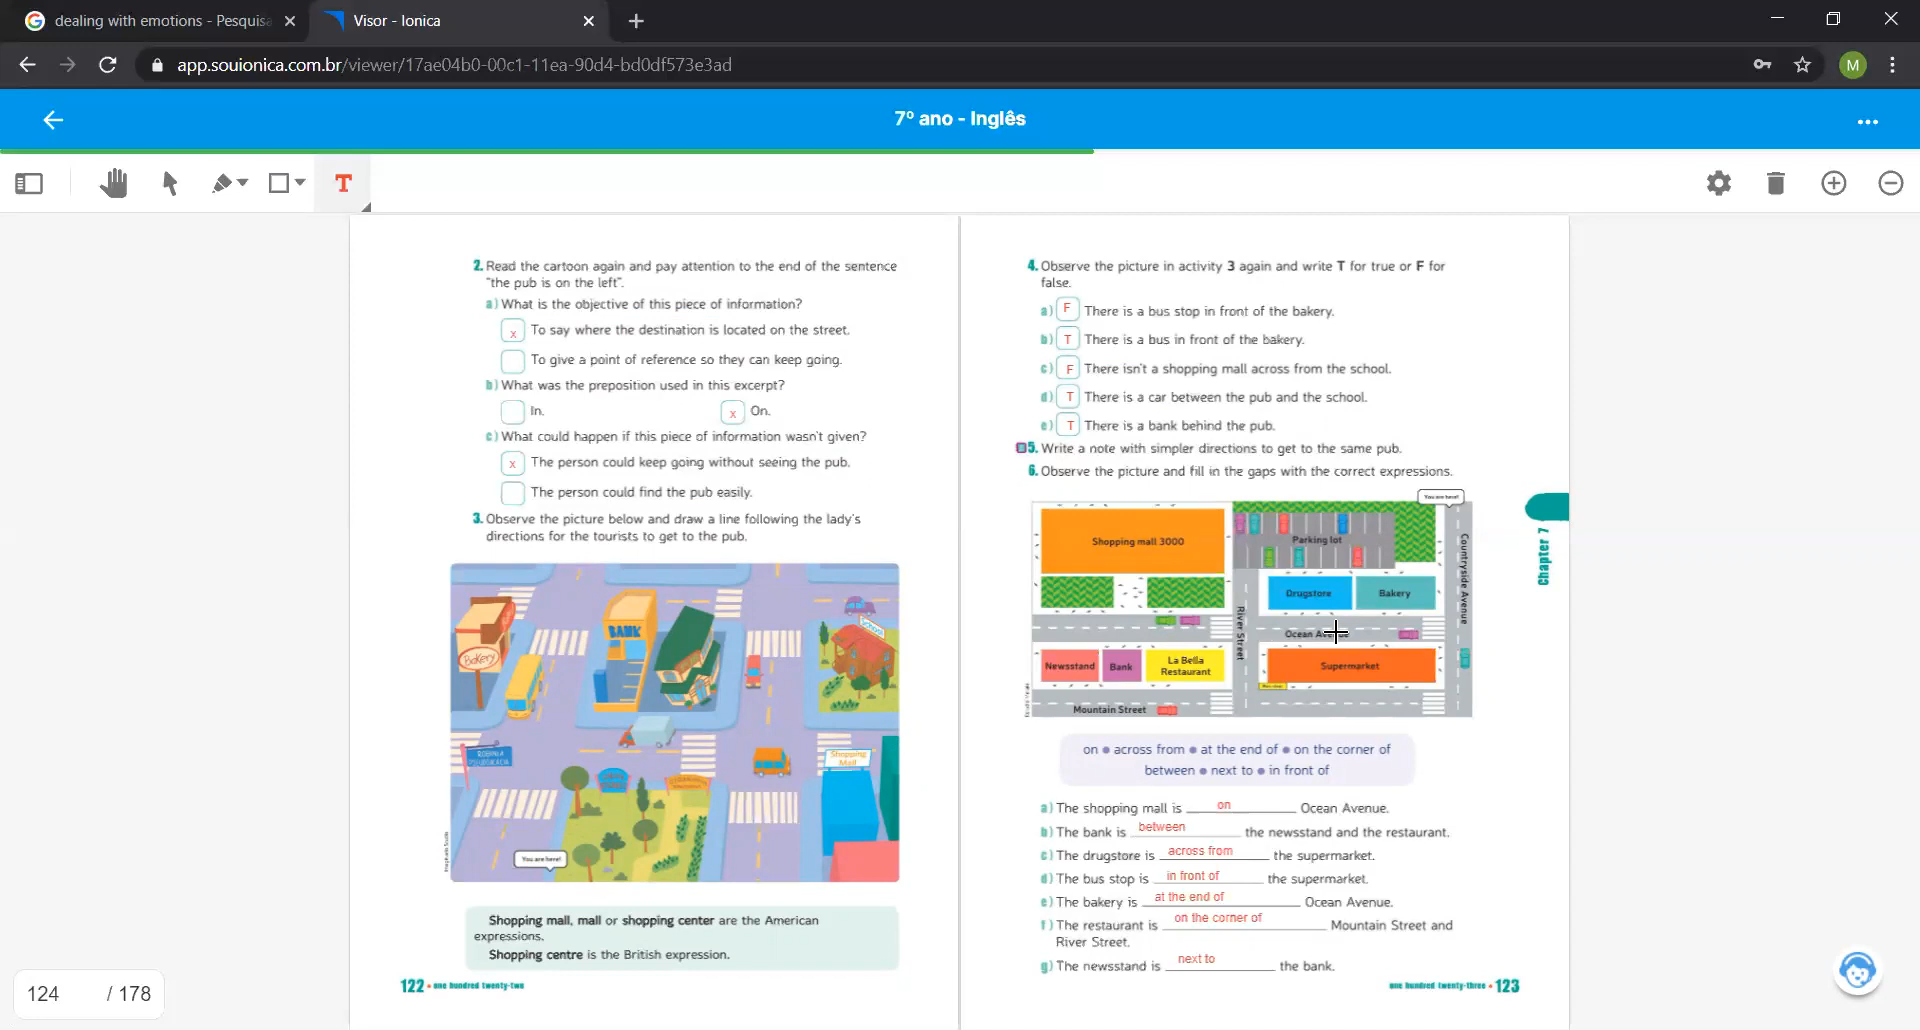 dealing with emotions - Pesquisa
Visor - Ionica
app.souionica.com.br/viewer/17ae04b0-00c1-11ea-90d4-bd0df573e3ad
M
7º ano - Inglês
T
2. Read the cartoon again and pay attention to the end of the sentence
"the pub is on the left".
a) What is the objective of this piece of information?
x To say where the destination is located on the street.
To give a point of reference so they can keep going.
b) What was the preposition used in this excerpt?
In.
x On.
c) What could happen if this piece of information wasn't given?
x The person could keep going without seeing the pub.
The person could find the pub easily.
3. Observe the picture below and draw a line following the lady's
directions for the tourists to get to the pub.
Bakery
BANK
School
Shopping
Mall
You are here!
Shopping mall, mall or shopping center are the American
expressions.
Shopping centre is the British expression.
122 • one hundred twenty-two
4. Observe the picture in activity 3 again and write T for true or F for
false.
a) F There is a bus stop in front of the bakery.
b) T There is a bus in front of the bakery.
c) F There isn't a shopping mall across from the school.
d) T There is a car between the pub and the school.
e) T There is a bank behind the pub.
5. Write a note with simpler directions to get to the same pub.
6. Observe the picture and fill in the gaps with the correct expressions.
You are here!
Shopping mall 3000
Parking lot
Countryside Avenue
Drugstore
Bakery
River Street
Ocean Avenue
Newsstand
Bank
La Bella
Restaurant
Supermarket
Mountain Street
Chapter 7
on • across from • at the end of • on the corner of
between • next to • in front of
a) The shopping mall is on Ocean Avenue.
b) The bank is between the newsstand and the restaurant.
c) The drugstore is across from the supermarket.
d) The bus stop is in front of the supermarket.
e) The bakery is at the end of Ocean Avenue.
f) The restaurant is on the corner of Mountain Street and
River Street.
g) The newsstand is next to the bank.
one hundred twenty-three • 123
124 / 178